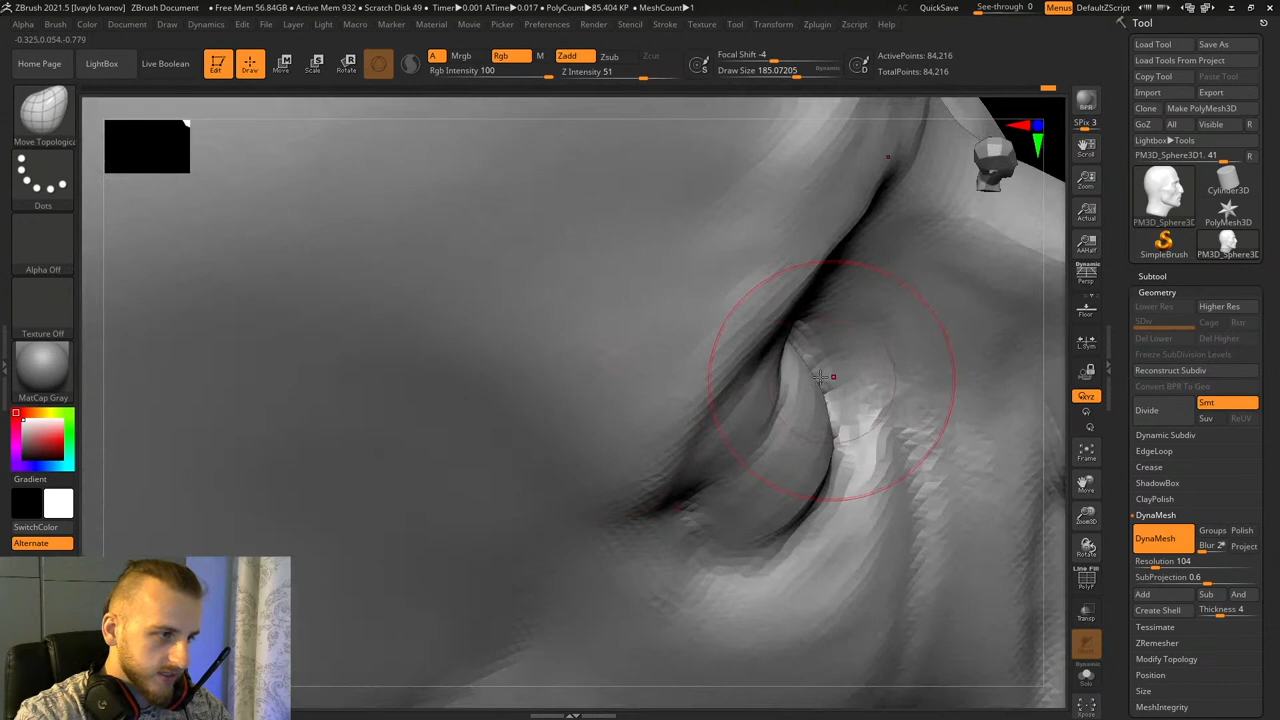 ZBrush 2021.5 [Ivaylo Ivanov] ZBrush Document • Free Mem 56.84GB • Active Mem 932 • Scratch Disk 49 • Timer▶0.001 ATime▶0.017 • PolyCount▶85.404 KP • MeshCount▶1 AC QuickSave See-through 0 Menus DefaultZScript
Alpha Brush Color Document Draw Dynamics Edit File Layer Light Macro Marker Material Movie Picker Preferences Render Stencil Stroke Texture Tool Transform Zplugin Zscript Help
-0.325,0.054,-0.779
Home Page LightBox Live Boolean Edit Draw Move Scale Rotate
A Mrgb Rgb M Zadd Zsub Zcut
Rgb Intensity 100 Z Intensity 51
S Focal Shift -4
Draw Size 185.07205 Dynamic
D ActivePoints: 84,216
TotalPoints: 84,216
Move Topological
Dots
Alpha Off
Texture Off
MatCap Gray
Gradient
SwitchColor
Alternate
BPR
SPix 3
Scroll
Zoom
Actual
AAHalf
Dynamic
Persp
Floor
L.Sym
XYZ
Frame
Move
Zoom3D
Rotate
Line Fill
PolyF
Transp
Dynamic
Solo
Xpose
Tool
Load Tool Save As
Load Tools From Project
Copy Tool Paste Tool
Import Export
Clone Make PolyMesh3D
GoZ All Visible R
Lightbox▶Tools
PM3D_Sphere3D1. 41 R
Cylinder3D
PM3D_Sphere3D PolyMesh3D
SimpleBrush PM3D_Sphere3D
Subtool
Geometry
Lower Res Higher Res
SDiv Cage Rstr
Del Lower Del Higher
Freeze SubDivision Levels
Reconstruct Subdiv
Convert BPR To Geo
Divide Smt
Suv ReUV
Dynamic Subdiv
EdgeLoop
Crease
ShadowBox
ClayPolish
DynaMesh
DynaMesh Groups Polish
Blur 2 Project
Resolution 104
SubProjection 0.6
Add Sub And
Create Shell Thickness 4
Tessimate
ZRemesher
Modify Topology
Position
Size
MeshIntegrity